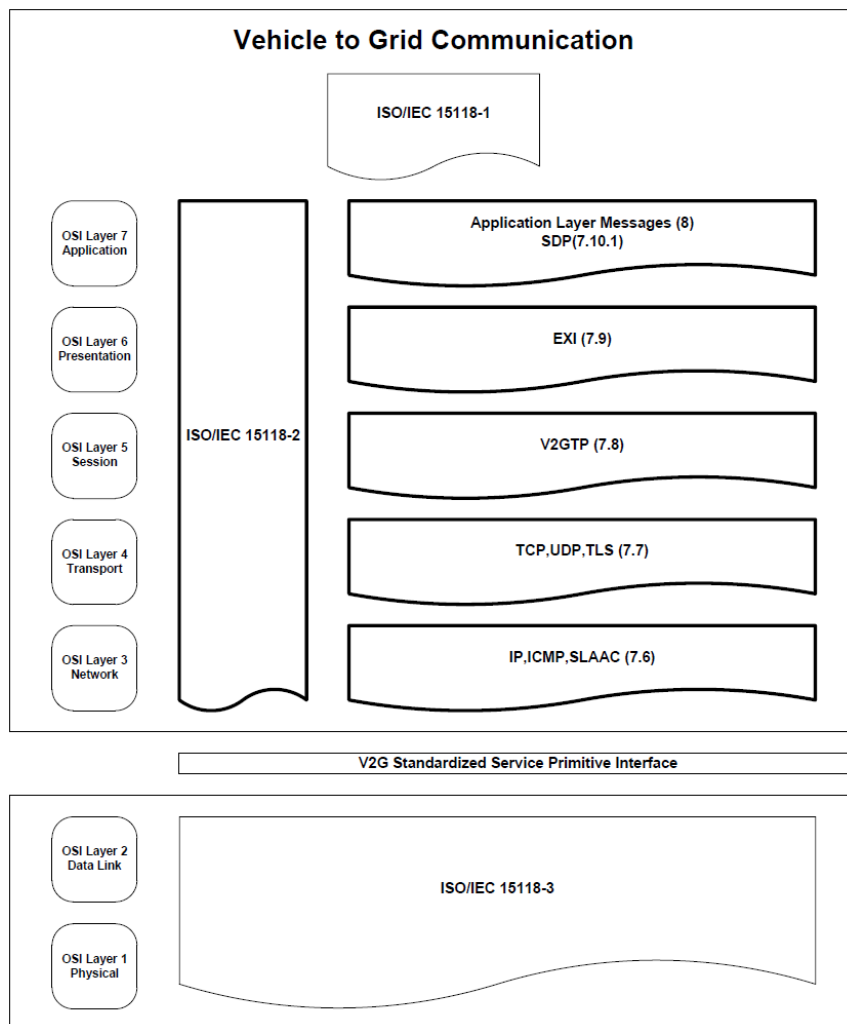 Vehicle to Grid Communication
ISO/IEC 15118-1
OSI Layer 7
Application
ISO/IEC 15118-2
Application Layer Messages (8)
SDP(7.10.1)
OSI Layer 6
Presentation
EXI (7.9)
OSI Layer 5
Session
V2GTP (7.8)
OSI Layer 4
Transport
TCP,UDP,TLS (7.7)
OSI Layer 3
Network
IP,ICMP,SLAAC (7.6)
V2G Standardized Service Primitive Interface
OSI Layer 2
Data Link
ISO/IEC 15118-3
OSI Layer 1
Physical